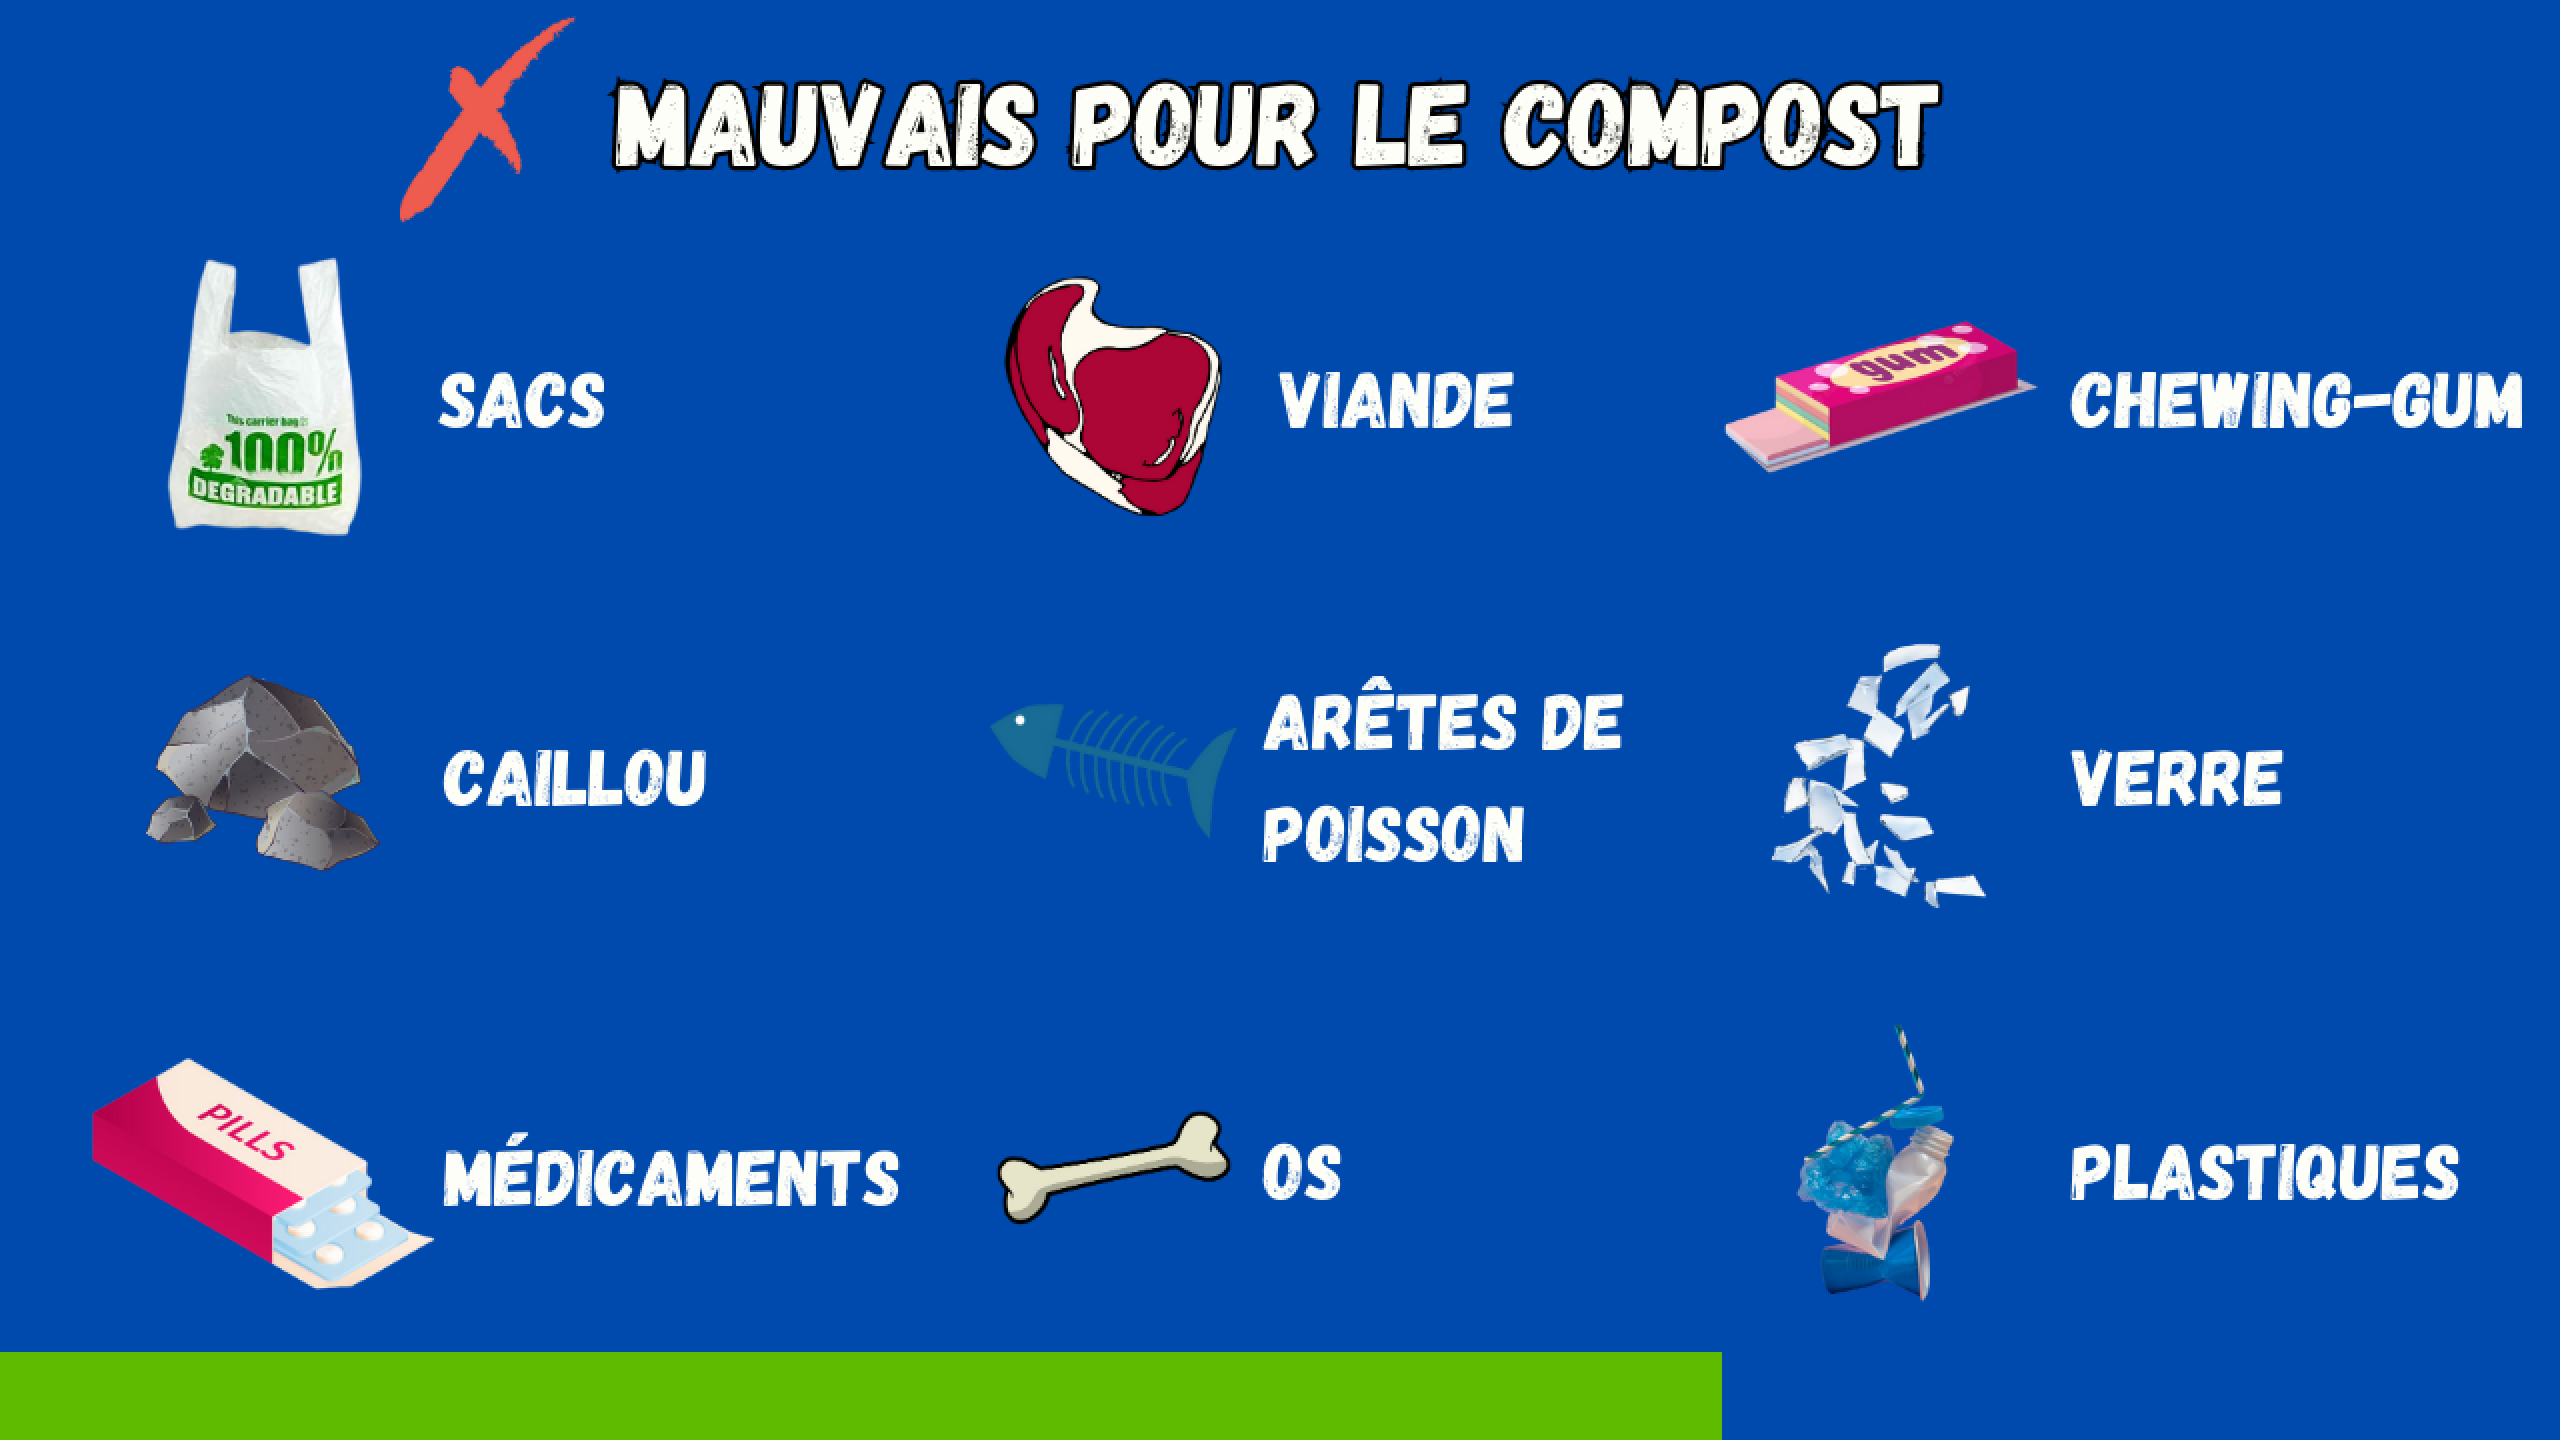 MAUVAIS POUR LE COMPOST
This carrier bag is
100%
DEGRADABLE
SACS
VIANDE
gum
CHEWING-GUM
CAILLOU
ARÊTES DE
POISSON
VERRE
PILLS
MÉDICAMENTS
OS
PLASTIQUES